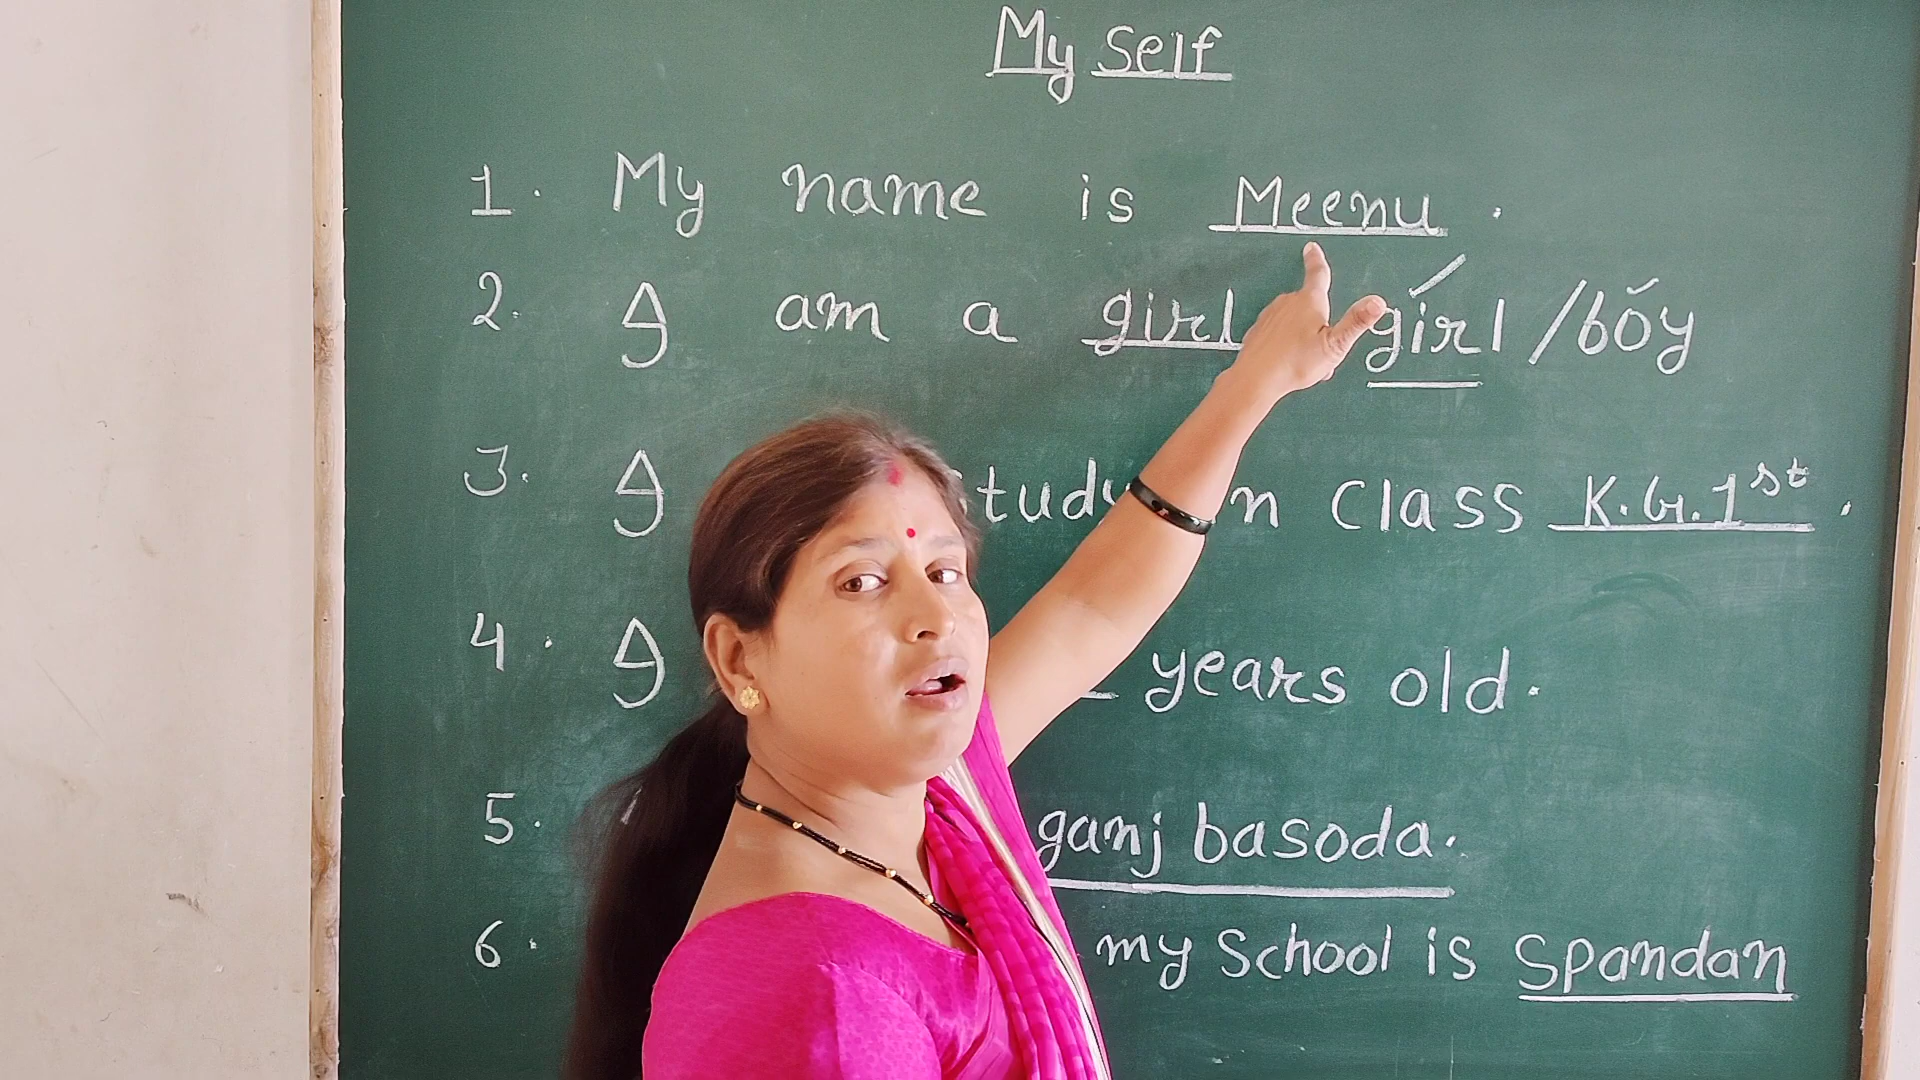 My Self
1. My name is Meenu.
2. I am a girl girl / boy
3. I study in Class K.G. 1st.
4. I years old.
5. ganj basoda.
6. my School is Spandan